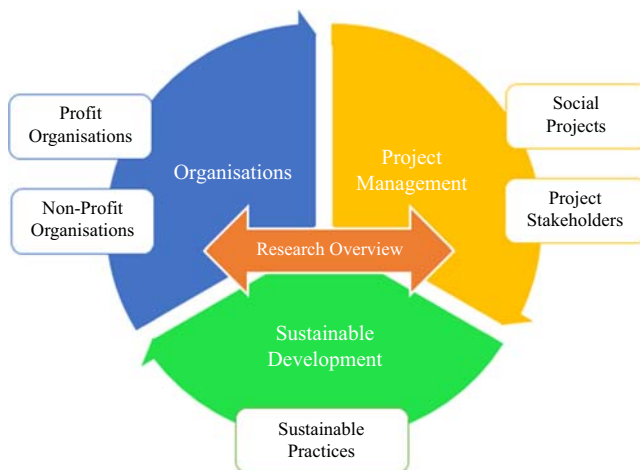 Profit
Organisations
Non-Profit
Organisations
Organisations
Project
Management
Social
Projects
Project
Stakeholders
Research Overview
Sustainable
Development
Sustainable
Practices